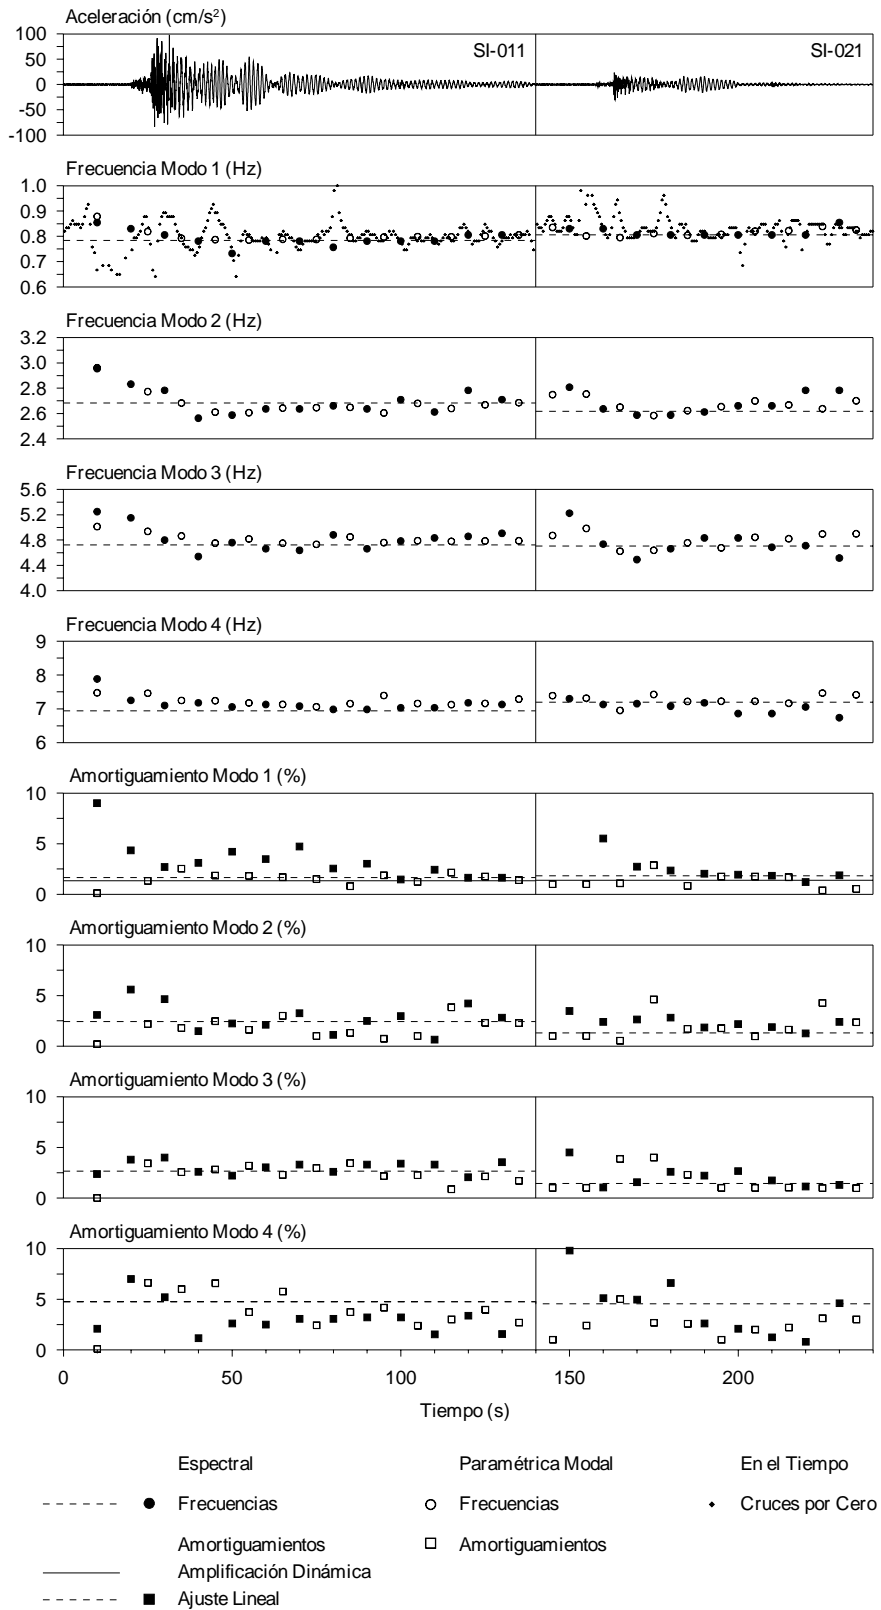 Aceleración (cm/s²)
100
50
0
-50
-100
SI-011
SI-021
Frecuencia Modo 1 (Hz)
1.0
0.9
0.8
0.7
0.6
Frecuencia Modo 2 (Hz)
3.2
3.0
2.8
2.6
2.4
Frecuencia Modo 3 (Hz)
5.6
5.2
4.8
4.4
4.0
Frecuencia Modo 4 (Hz)
9
8
7
6
Amortiguamiento Modo 1 (%)
10
5
0
Amortiguamiento Modo 2 (%)
10
5
0
Amortiguamiento Modo 3 (%)
10
5
0
Amortiguamiento Modo 4 (%)
10
5
0
0 50 100 150 200
Tiempo (s)
Espectral Paramétrica Modal En el Tiempo
Frecuencias Frecuencias Cruces por Cero
Amortiguamientos Amortiguamientos
Amplificación Dinámica
Ajuste Lineal